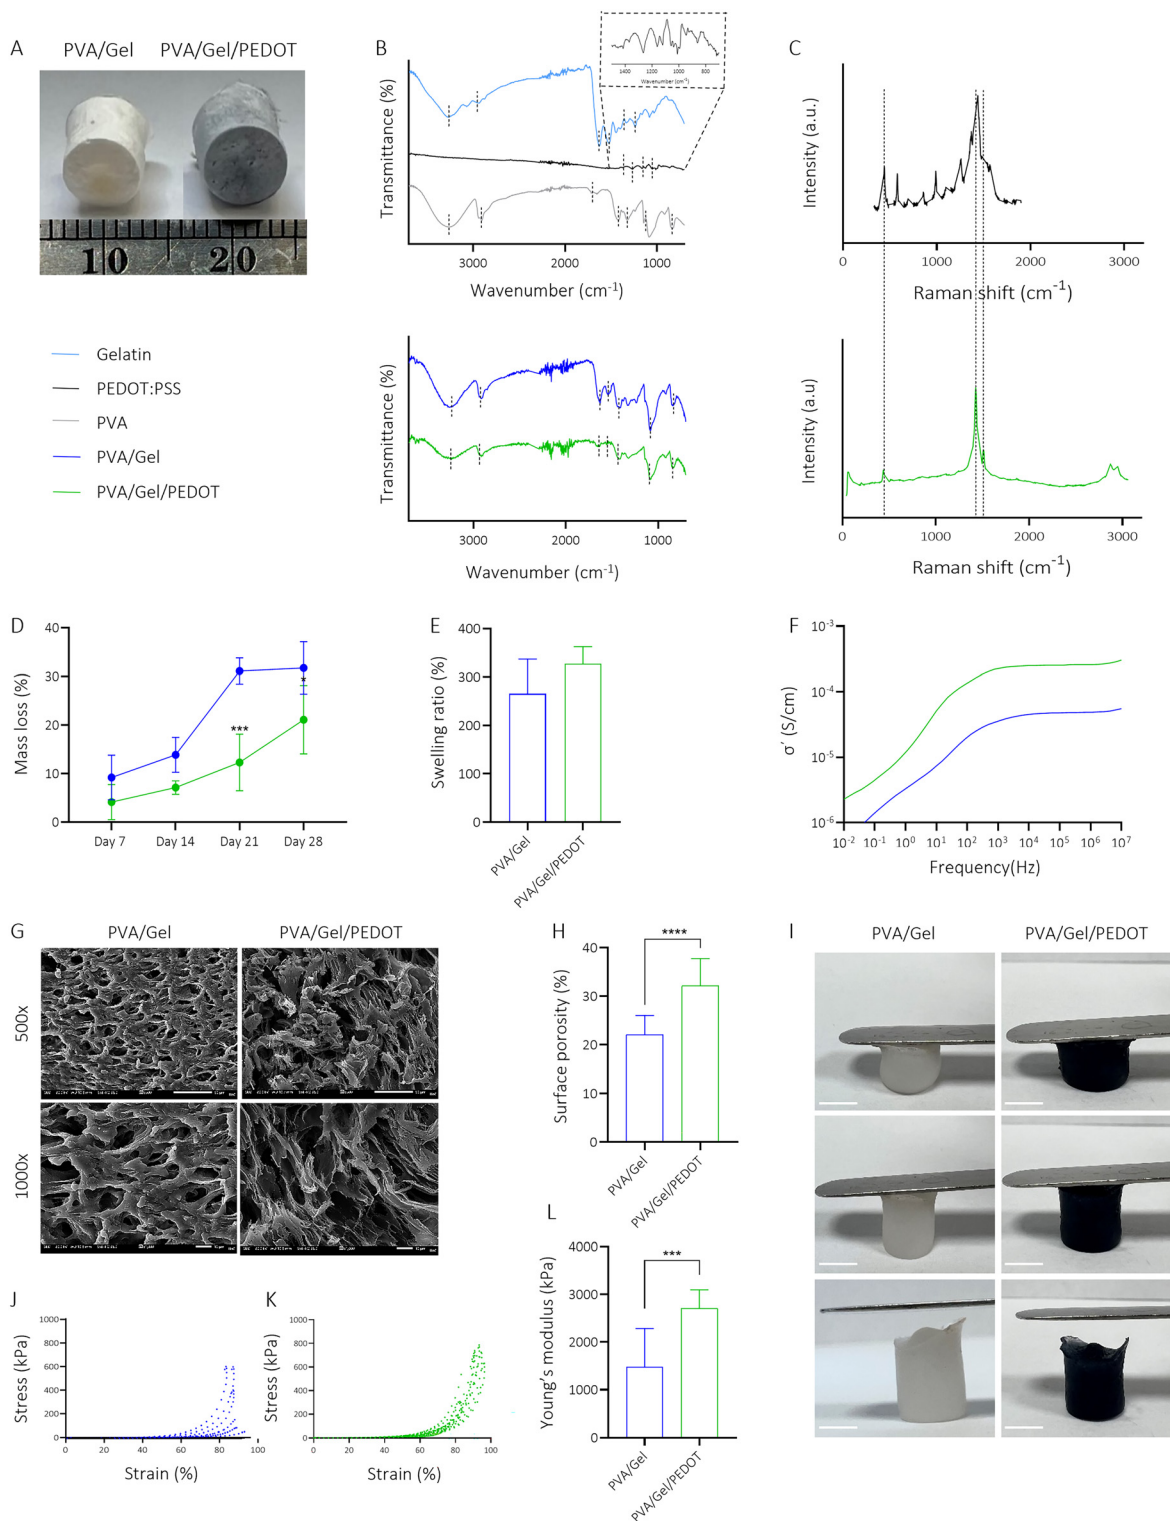 A
PVA/Gel PVA/Gel/PEDOT
10 20
Gelatin
PEDOT:PSS
PVA
PVA/Gel
PVA/Gel/PEDOT
B
Transmittance (%)
1400 1200 1000 800
Wavenumber (cm⁻¹)
3000 2000 1000
Wavenumber (cm⁻¹)
Transmittance (%)
3000 2000 1000
Wavenumber (cm⁻¹)
C
Intensity (a.u.)
0 1000 2000 3000
Raman shift (cm⁻¹)
Intensity (a.u)
0 1000 2000 3000
Raman shift (cm⁻¹)
D
Mass loss (%)
40
30
20
10
0
***
*
Day 7 Day 14 Day 21 Day 28
E
Swelling ratio (%)
400
300
200
100
0
PVA/Gel
PVA/Gel/PEDOT
F
σ′ (S/cm)
10⁻³
10⁻⁴
10⁻⁵
10⁻⁶
10⁻² 10⁻¹ 10⁰ 10¹ 10² 10³ 10⁴ 10⁵ 10⁶ 10⁷
Frequency(Hz)
G
PVA/Gel PVA/Gel/PEDOT
500x
1000x
H
Surface porosity (%)
40
30
20
10
0
****
PVA/Gel
PVA/Gel/PEDOT
I
PVA/Gel PVA/Gel/PEDOT
J
Stress (kPa)
1000
800
600
400
200
0
0 20 40 60 80 100
Strain (%)
K
Stress (kPa)
1000
800
600
400
200
0
0 20 40 60 80 100
Strain (%)
L
Young's modulus (kPa)
4000
3000
2000
1000
0
***
PVA/Gel
PVA/Gel/PEDOT